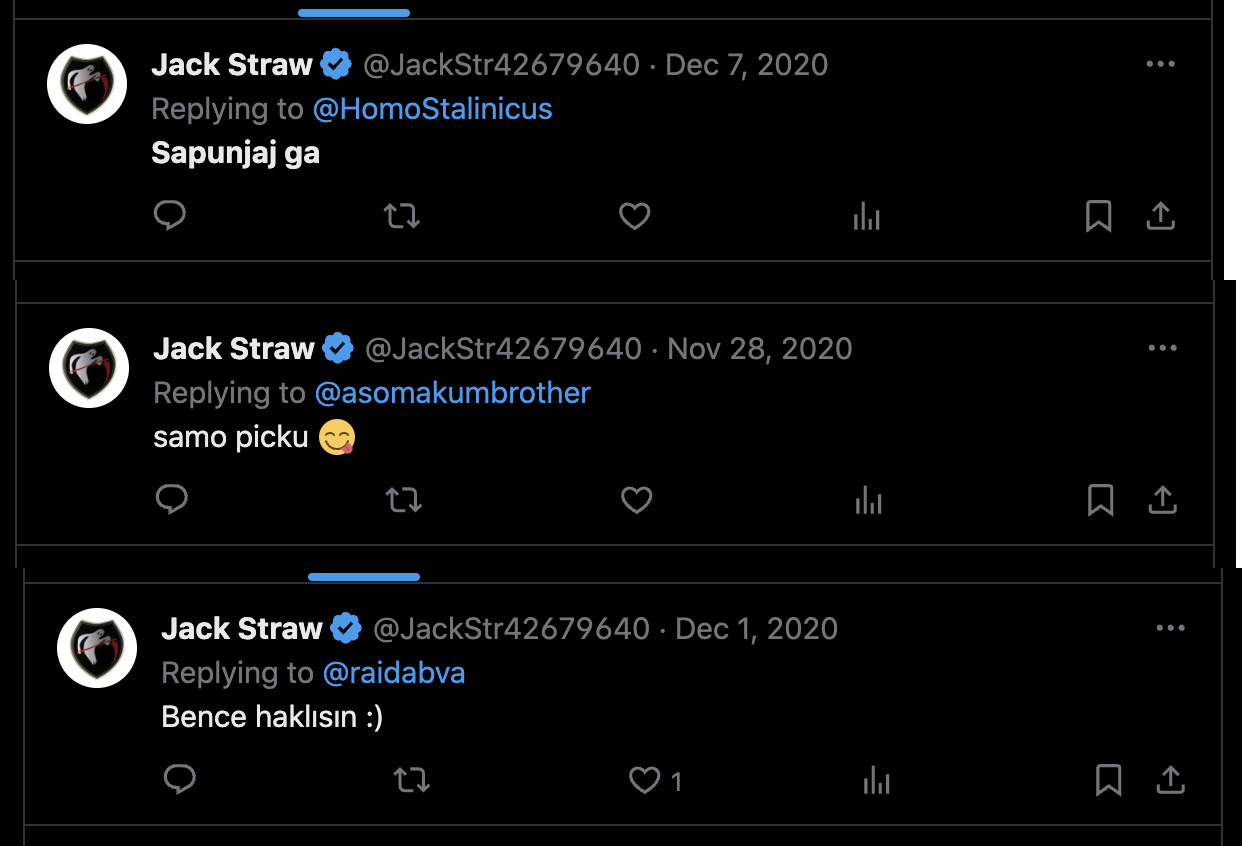 Jack Straw @JackStr42679640 · Dec 7, 2020
Replying to @HomoStalinicus
Sapunjaj ga
Jack Straw @JackStr42679640 · Nov 28, 2020
Replying to @asomakumbrother
samo picku 😋
Jack Straw @JackStr42679640 · Dec 1, 2020
Replying to @raidabva
Bence haklısın :)
1